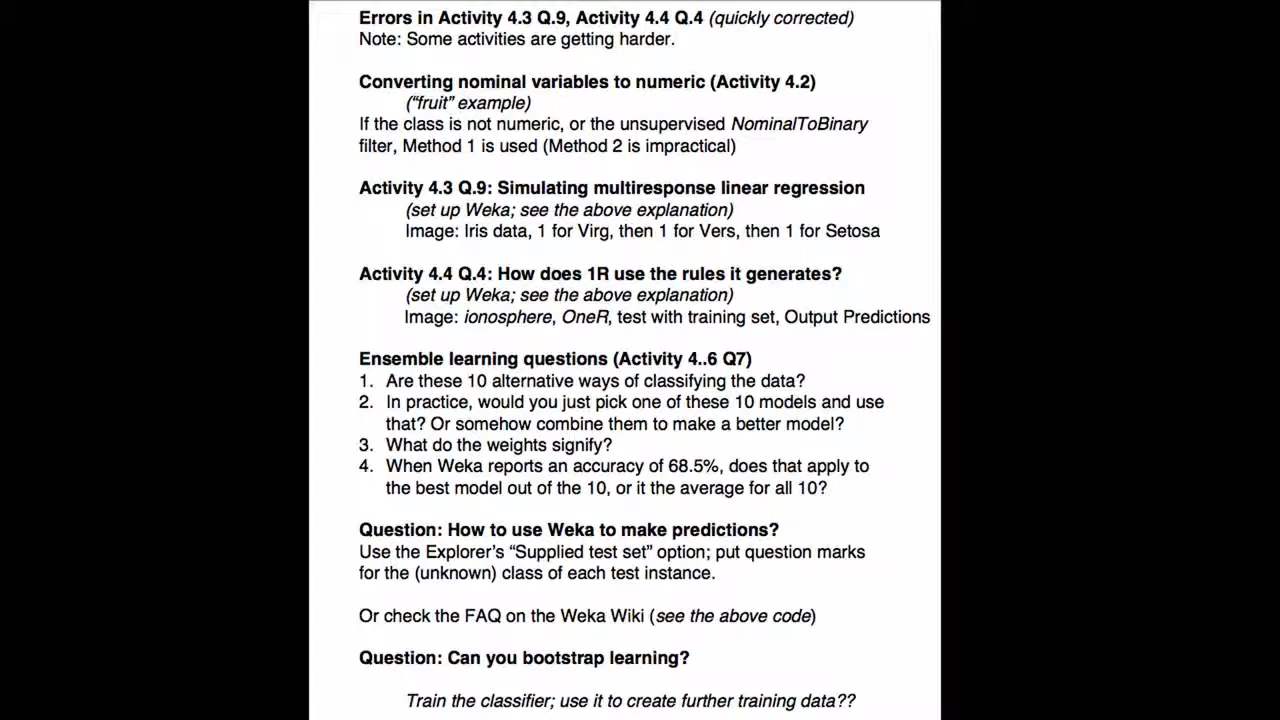 Errors in Activity 4.3 Q.9, Activity 4.4 Q.4 (quickly corrected)
Note: Some activities are getting harder.
Converting nominal variables to numeric (Activity 4.2)
(“fruit” example)
If the class is not numeric, or the unsupervised NominalToBinary
filter, Method 1 is used (Method 2 is impractical)
Activity 4.3 Q.9: Simulating multiresponse linear regression
(set up Weka; see the above explanation)
Image: Iris data, 1 for Virg, then 1 for Vers, then 1 for Setosa
Activity 4.4 Q.4: How does 1R use the rules it generates?
(set up Weka; see the above explanation)
Image: ionosphere, OneR, test with training set, Output Predictions
Ensemble learning questions (Activity 4..6 Q7)
1. Are these 10 alternative ways of classifying the data?
2. In practice, would you just pick one of these 10 models and use
that? Or somehow combine them to make a better model?
3. What do the weights signify?
4. When Weka reports an accuracy of 68.5%, does that apply to
the best model out of the 10, or it the average for all 10?
Question: How to use Weka to make predictions?
Use the Explorer’s “Supplied test set” option; put question marks
for the (unknown) class of each test instance.
Or check the FAQ on the Weka Wiki (see the above code)
Question: Can you bootstrap learning?
Train the classifier; use it to create further training data??